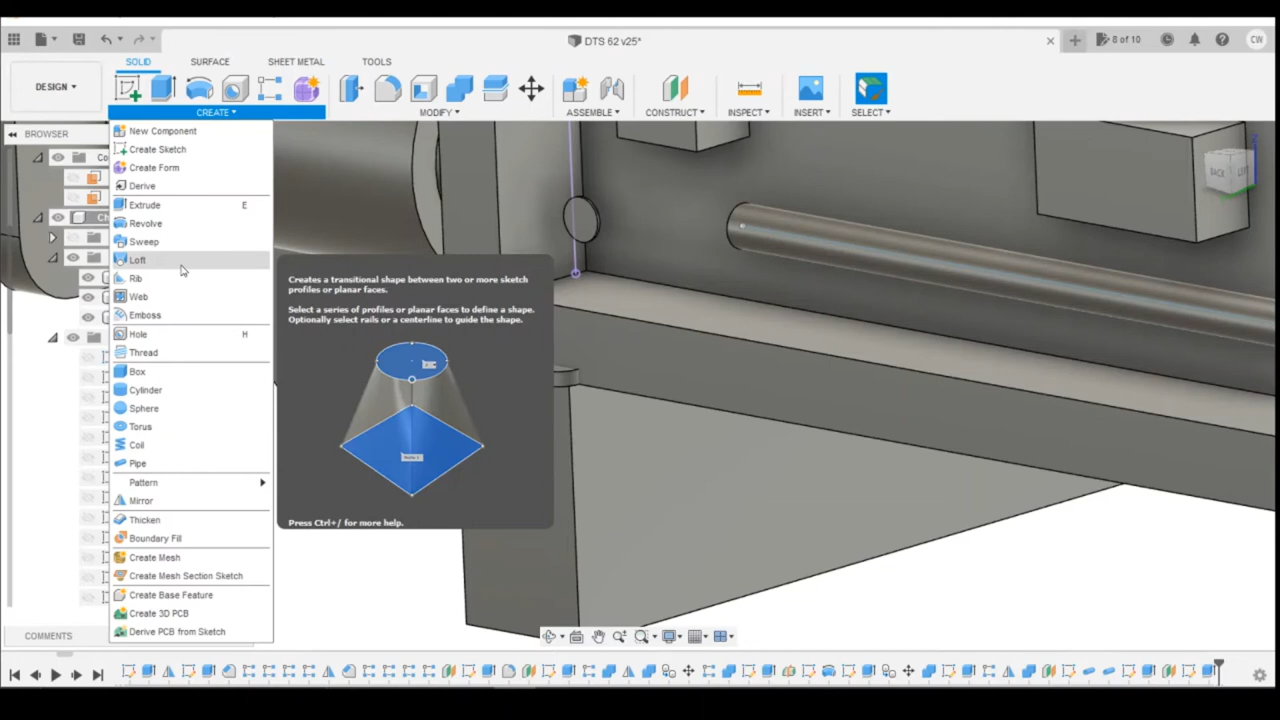 DTS 62 v25*
8 of 10
CW
DESIGN
SOLID
SURFACE
SHEET METAL
TOOLS
CREATE
MODIFY
ASSEMBLE
CONSTRUCT
INSPECT
INSERT
SELECT
BROWSER
Co
Ch
New Component
Create Sketch
Create Form
Derive
Extrude E
Revolve
Sweep
Loft
Rib
Web
Emboss
Hole H
Thread
Box
Cylinder
Sphere
Torus
Coil
Pipe
Pattern
Mirror
Thicken
Boundary Fill
Create Mesh
Create Mesh Section Sketch
Create Base Feature
Create 3D PCB
Derive PCB from Sketch
Creates a transitional shape between two or more sketch
profiles or planar faces.
Select a series of profiles or planar faces to define a shape.
Optionally select rails or a centerline to guide the shape.
Press Ctrl+/ for more help.
BACK
LEFT
Z
COMMENTS